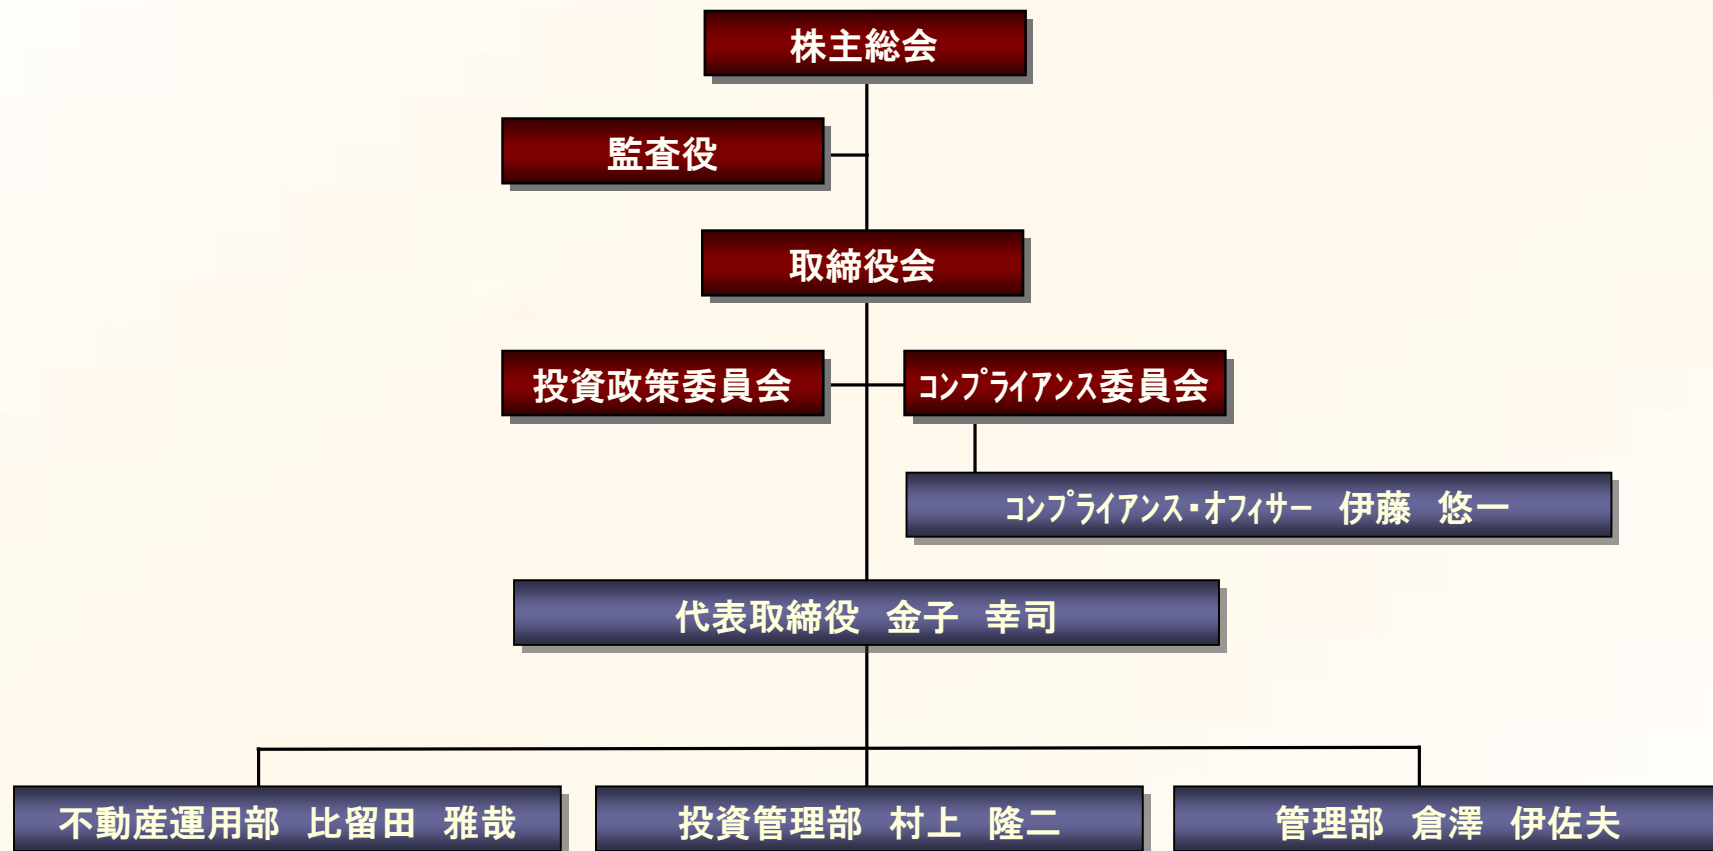 株主総会
監査役
取締役会
投資政策委員会
コンプライアンス委員会
コンプライアンス・オフィサー 伊藤 悠一
代表取締役 金子 幸司
不動産運用部 比留田 雅哉
投資管理部 村上 隆二
管理部 倉澤 伊佐夫